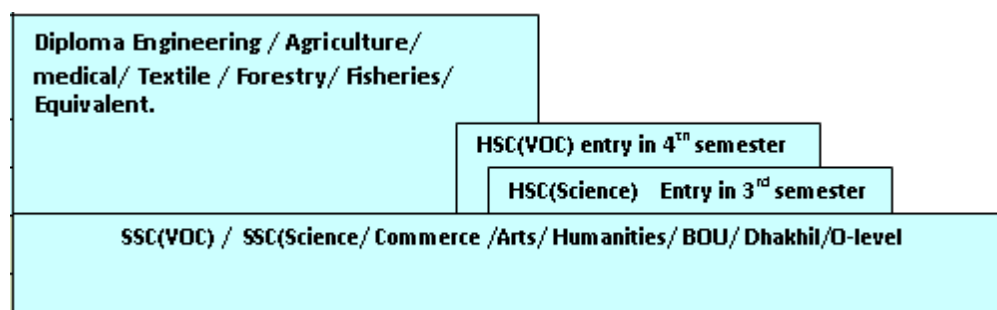 Diploma Engineering / Agriculture/
medical/ Textile / Forestry/ Fisheries/
Equivalent.
HSC(VOC) entry in 4th semester
HSC(Science) Entry in 3rd semester
SSC(VOC) / SSC(Science/ Commerce /Arts/ Humanities/ BOU/ Dhakhil/O-level